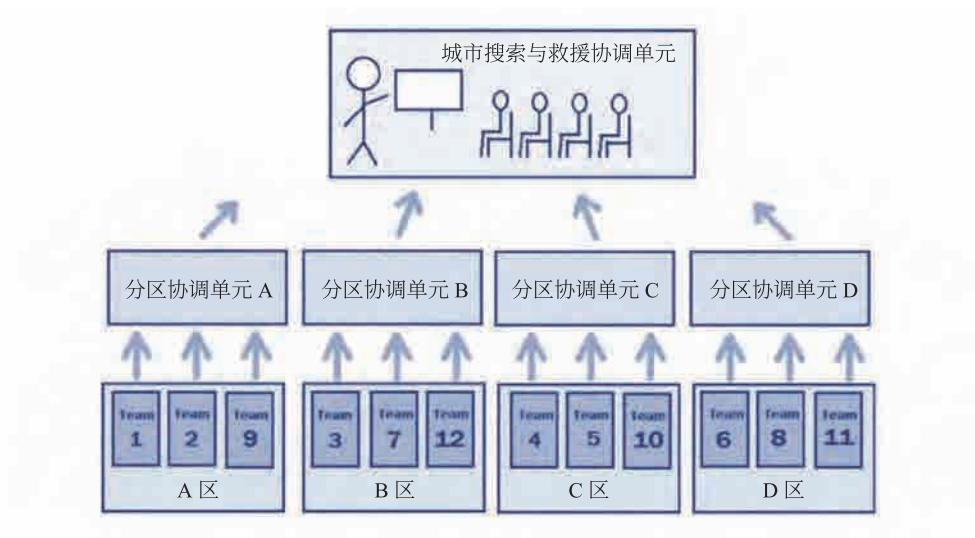 城市搜索与救援协调单元
分区协调单元 A
分区协调单元 B
分区协调单元 C
分区协调单元 D
Team 1
Team 2
Team 9
Team 3
Team 7
Team 12
Team 4
Team 5
Team 10
Team 6
Team 8
Team 11
A 区
B 区
C 区
D 区